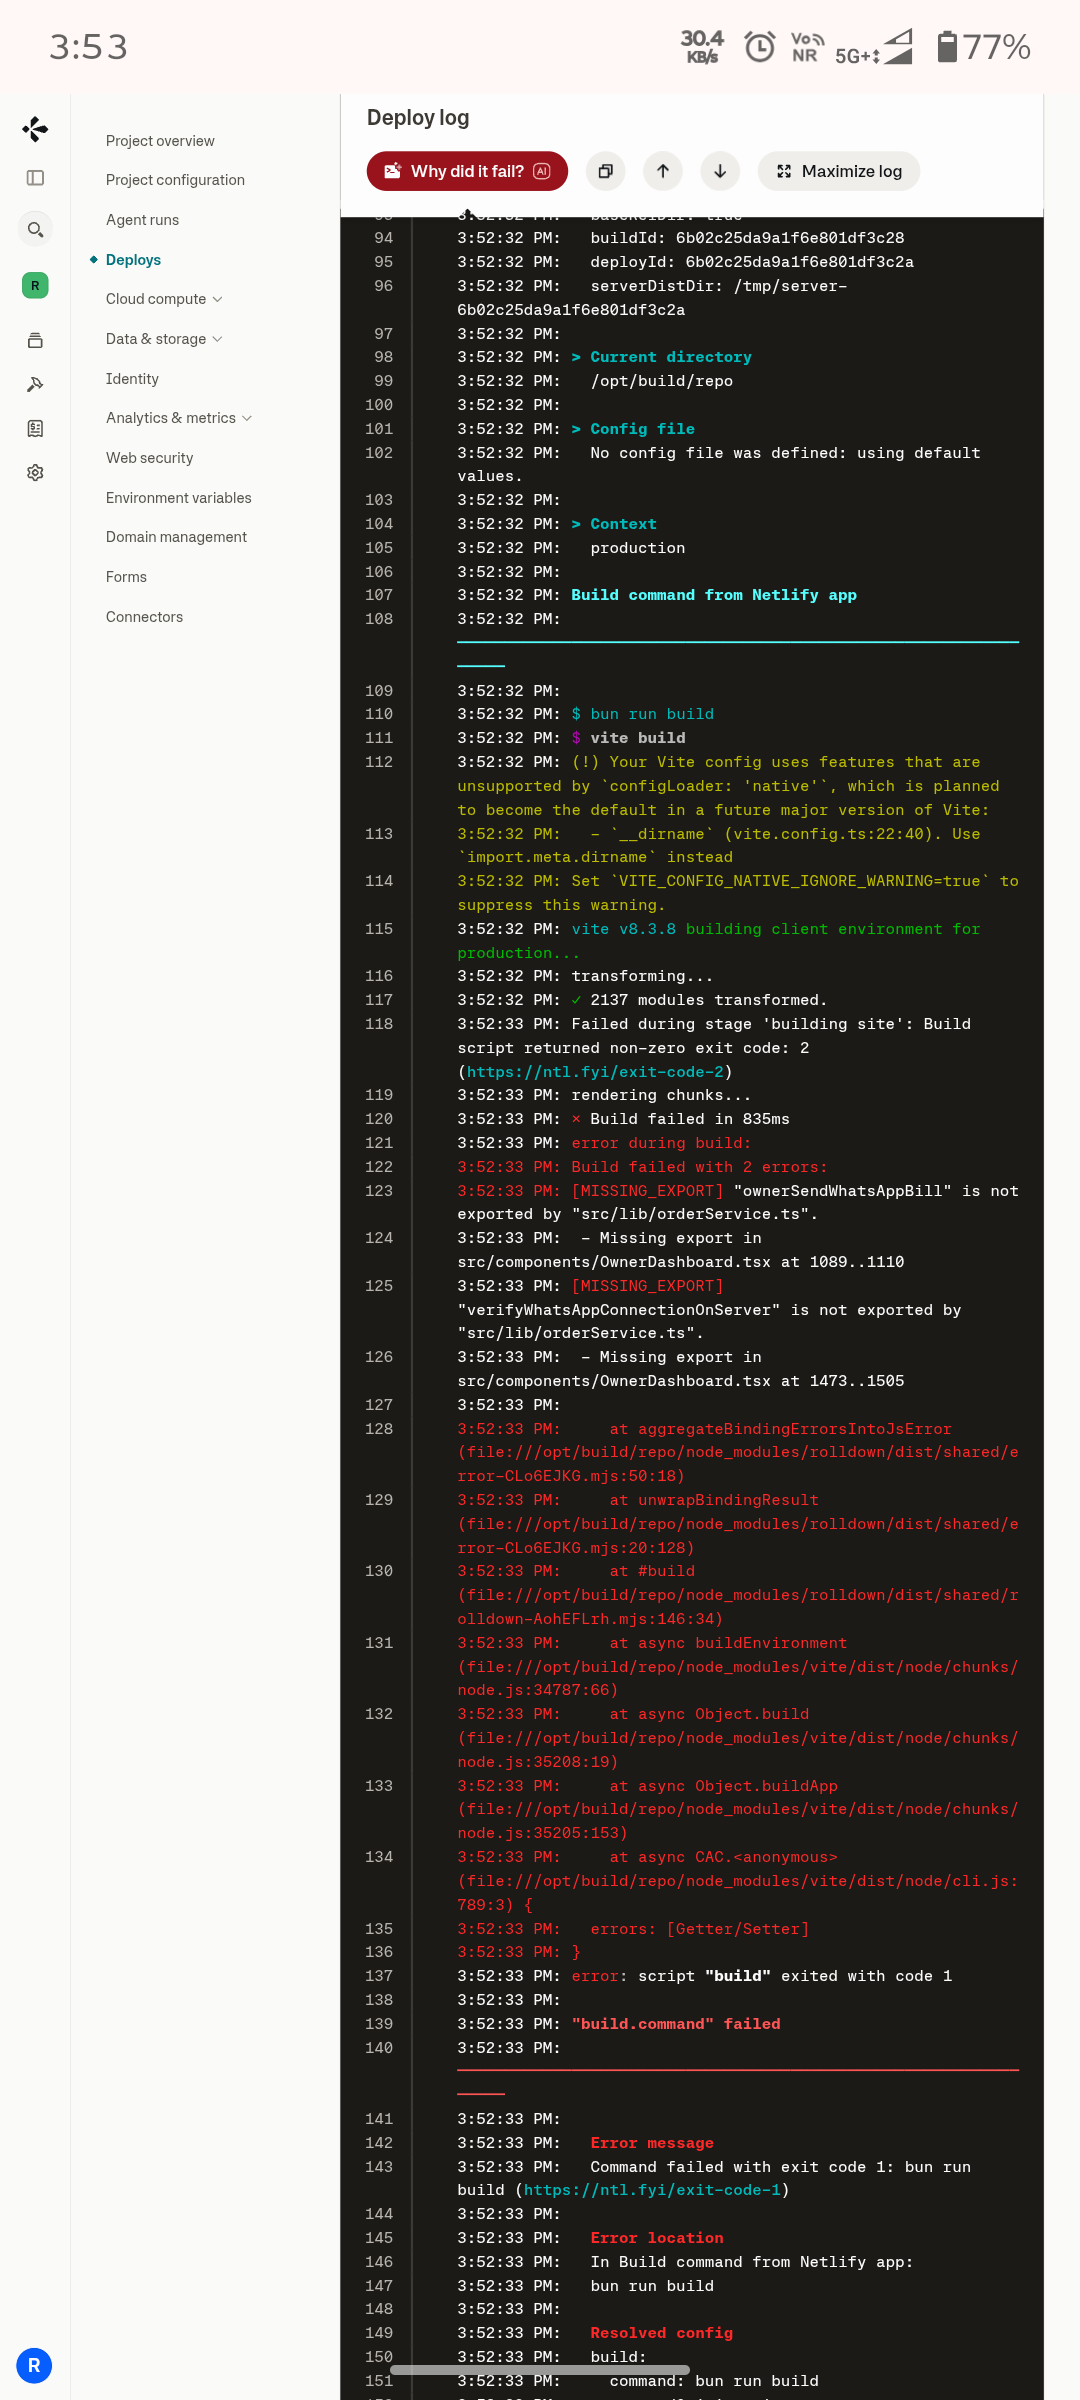 3:53
30.4 KB/s
Vo NR
5G+
77%
Deploy log
Why did it fail? AI
Maximize log
Project overview
Project configuration
Agent runs
Deploys
Cloud compute
Data & storage
Identity
Analytics & metrics
Web security
Environment variables
Domain management
Forms
Connectors
R
R
94 3:52:32 PM: buildId: 6b02c25da9a1f6e801df3c28
95 3:52:32 PM: deployId: 6b02c25da9a1f6e801df3c2a
96 3:52:32 PM: serverDistDir: /tmp/server-
6b02c25da9a1f6e801df3c2a
97 3:52:32 PM:
98 3:52:32 PM: > Current directory
99 3:52:32 PM: /opt/build/repo
100 3:52:32 PM:
101 3:52:32 PM: > Config file
102 3:52:32 PM: No config file was defined: using default
values.
103 3:52:32 PM:
104 3:52:32 PM: > Context
105 3:52:32 PM: production
106 3:52:32 PM:
107 3:52:32 PM: Build command from Netlify app
108 3:52:32 PM:
109 3:52:32 PM:
110 3:52:32 PM: $ bun run build
111 3:52:32 PM: $ vite build
112 3:52:32 PM: (!) Your Vite config uses features that are
unsupported by `configLoader: 'native'`, which is planned
to become the default in a future major version of Vite:
113 3:52:32 PM: - `__dirname` (vite.config.ts:22:40). Use
`import.meta.dirname` instead
114 3:52:32 PM: Set `VITE_CONFIG_NATIVE_IGNORE_WARNING=true` to
suppress this warning.
115 3:52:32 PM: vite v8.3.8 building client environment for
production...
116 3:52:32 PM: transforming...
117 3:52:32 PM: ✓ 2137 modules transformed.
118 3:52:33 PM: Failed during stage 'building site': Build
script returned non-zero exit code: 2
(https://ntl.fyi/exit-code-2)
119 3:52:33 PM: rendering chunks...
120 3:52:33 PM: × Build failed in 835ms
121 3:52:33 PM: error during build:
122 3:52:33 PM: Build failed with 2 errors:
123 3:52:33 PM: [MISSING_EXPORT] "ownerSendWhatsAppBill" is not
exported by "src/lib/orderService.ts".
124 3:52:33 PM: - Missing export in
src/components/OwnerDashboard.tsx at 1089..1110
125 3:52:33 PM: [MISSING_EXPORT]
"verifyWhatsAppConnectionOnServer" is not exported by
"src/lib/orderService.ts".
126 3:52:33 PM: - Missing export in
src/components/OwnerDashboard.tsx at 1473..1505
127 3:52:33 PM:
128 3:52:33 PM: at aggregateBindingErrorsIntoJsError
(file:///opt/build/repo/node_modules/rolldown/dist/shared/e
rror-CLo6EJKG.mjs:50:18)
129 3:52:33 PM: at unwrapBindingResult
(file:///opt/build/repo/node_modules/rolldown/dist/shared/e
rror-CLo6EJKG.mjs:20:128)
130 3:52:33 PM: at #build
(file:///opt/build/repo/node_modules/rolldown/dist/shared/r
olldown-AohEFLrh.mjs:146:34)
131 3:52:33 PM: at async buildEnvironment
(file:///opt/build/repo/node_modules/vite/dist/node/chunks/
node.js:34787:66)
132 3:52:33 PM: at async Object.build
(file:///opt/build/repo/node_modules/vite/dist/node/chunks/
node.js:35208:19)
133 3:52:33 PM: at async Object.buildApp
(file:///opt/build/repo/node_modules/vite/dist/node/chunks/
node.js:35205:153)
134 3:52:33 PM: at async CAC.<anonymous>
(file:///opt/build/repo/node_modules/vite/dist/node/cli.js:
789:3) {
135 3:52:33 PM: errors: [Getter/Setter]
136 3:52:33 PM: }
137 3:52:33 PM: error: script "build" exited with code 1
138 3:52:33 PM:
139 3:52:33 PM: "build.command" failed
140 3:52:33 PM:
141 3:52:33 PM:
142 3:52:33 PM: Error message
143 3:52:33 PM: Command failed with exit code 1: bun run
build (https://ntl.fyi/exit-code-1)
144 3:52:33 PM:
145 3:52:33 PM: Error location
146 3:52:33 PM: In Build command from Netlify app:
147 3:52:33 PM: bun run build
148 3:52:33 PM:
149 3:52:33 PM: Resolved config
150 3:52:33 PM: build:
151 3:52:33 PM: command: bun run build